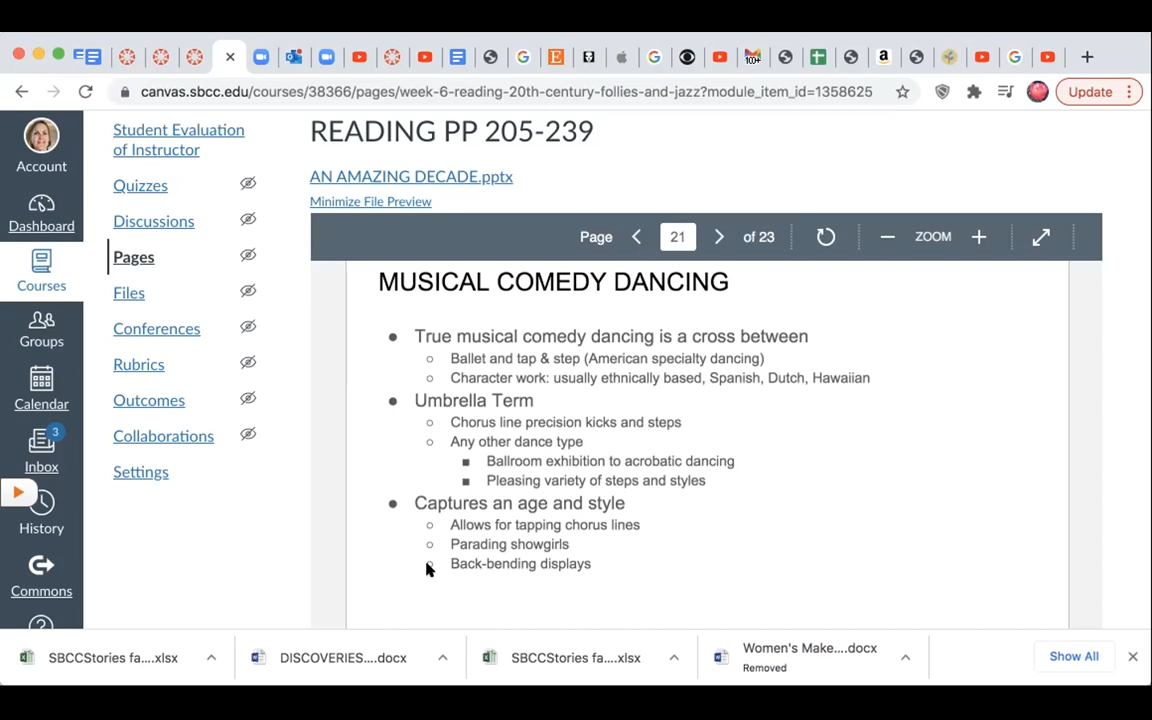 100+
canvas.sbcc.edu/courses/38366/pages/week-6-reading-20th-century-follies-and-jazz?module_item_id=1358625
Update
Account
Dashboard
Courses
Groups
Calendar
3
Inbox
History
Commons
Student Evaluation
of Instructor
Quizzes
Discussions
Pages
Files
Conferences
Rubrics
Outcomes
Collaborations
Settings
READING PP 205-239
AN AMAZING DECADE.pptx
Minimize File Preview
Page 21 of 23 ZOOM
MUSICAL COMEDY DANCING
● True musical comedy dancing is a cross between
○ Ballet and tap & step (American specialty dancing)
○ Character work: usually ethnically based, Spanish, Dutch, Hawaiian
● Umbrella Term
○ Chorus line precision kicks and steps
○ Any other dance type
■ Ballroom exhibition to acrobatic dancing
■ Pleasing variety of steps and styles
● Captures an age and style
○ Allows for tapping chorus lines
○ Parading showgirls
○ Back-bending displays
SBCCStories fa....xlsx
DISCOVERIES....docx
SBCCStories fa....xlsx
Women's Make....docx
Removed
Show All